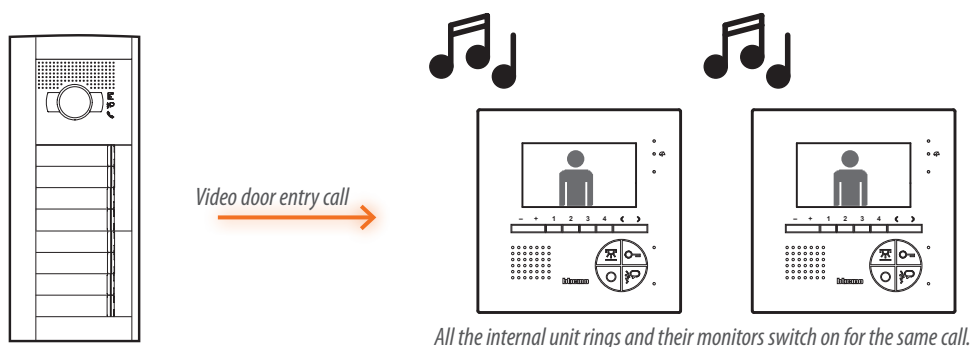 Video door entry call
– + 1 2 3 4 ‹ ›
bticino
– + 1 2 3 4 ‹ ›
bticino
All the internal unit rings and their monitors switch on for the same call.